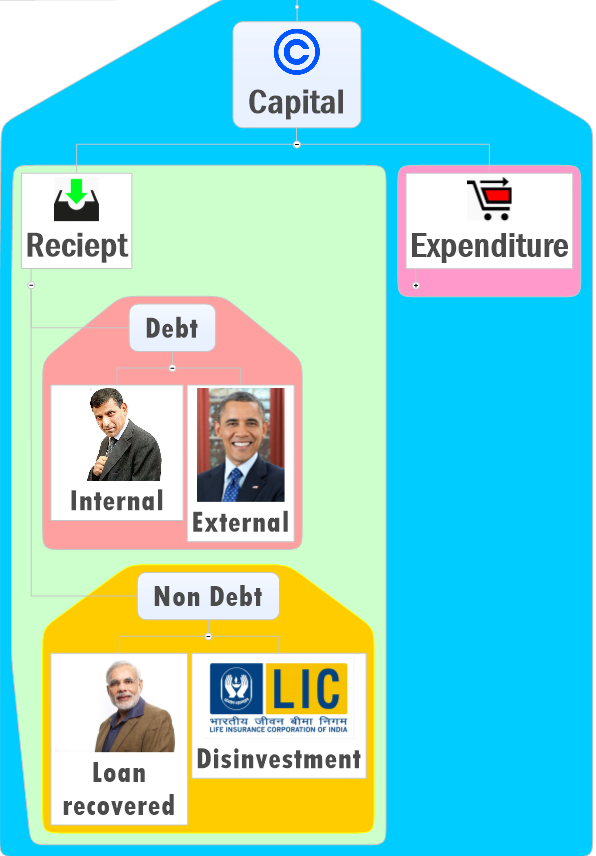 ©
Capital
Reciept
Expenditure
Debt
Internal
External
Non Debt
Loan
recovered
LIC
भारतीय जीवन बीमा निगम
LIFE INSURANCE CORPORATION OF INDIA
Disinvestment